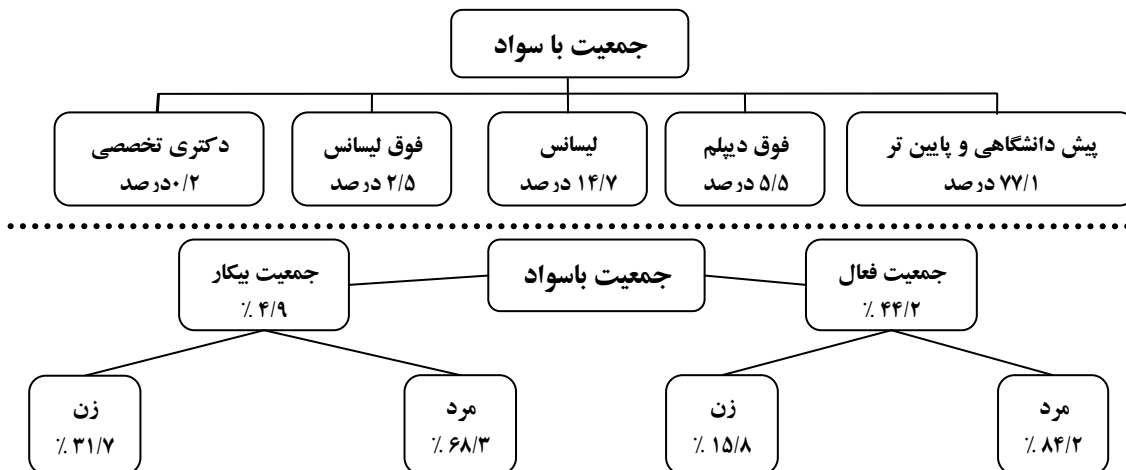 جمعیت با سواد
پیش دانشگاهی و پایین تر
۷۷/۱ درصد
فوق دیپلم
۵/۵ درصد
لیسانس
۱۴/۷ درصد
فوق لیسانس
۲/۵ درصد
دکتری تخصصی
۰/۲درصد
جمعیت باسواد
جمعیت فعال
۴۴/۲ ٪
جمعیت بیکار
۴/۹ ٪
مرد
۸۴/۲ ٪
زن
۱۵/۸ ٪
مرد
۶۸/۳ ٪
زن
۳۱/۷ ٪